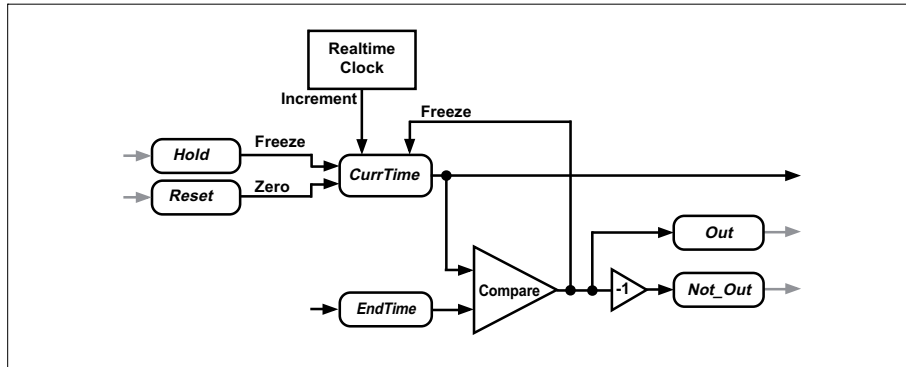 Realtime
Clock
Increment
Freeze
Hold
Freeze
CurrTime
Reset
Zero
Out
Compare
-1
Not_Out
EndTime